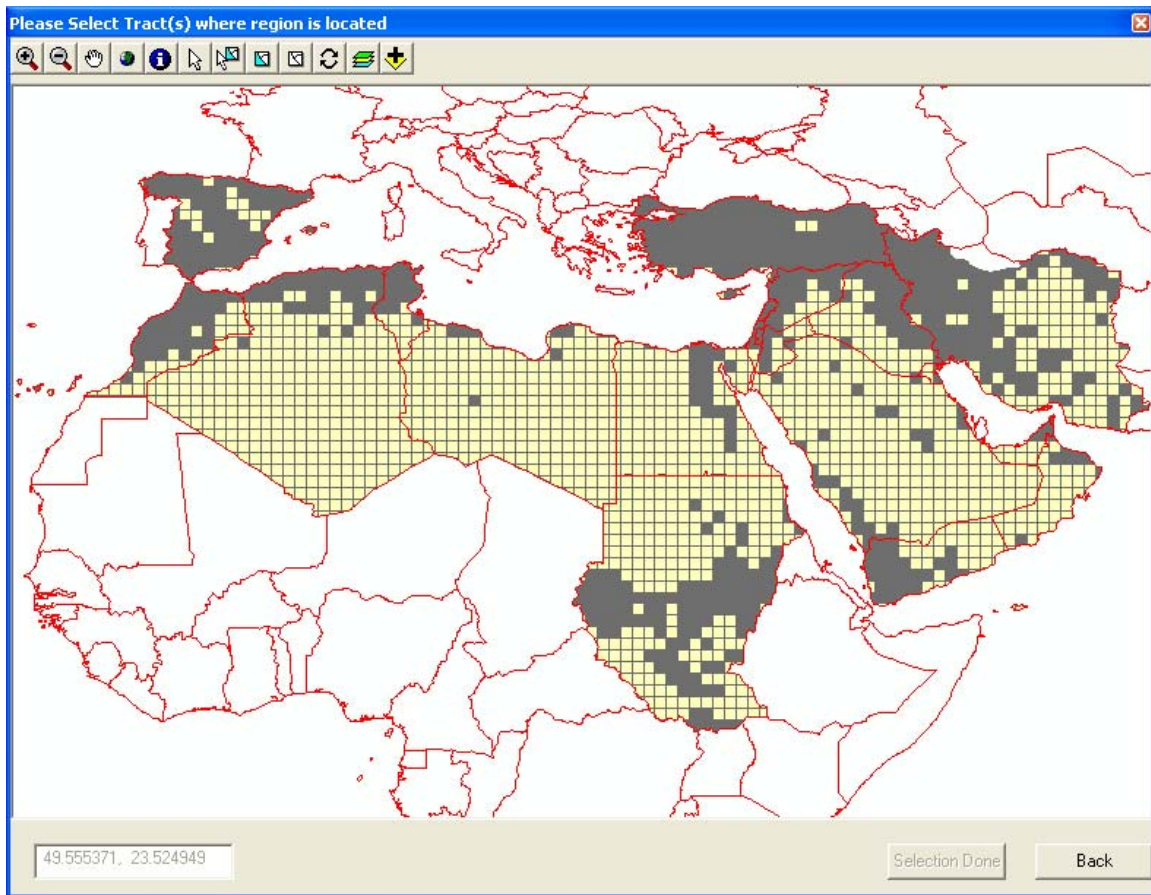 Please Select Tract(s) where region is located
49.555371, 23.524949
Selection Done
Back